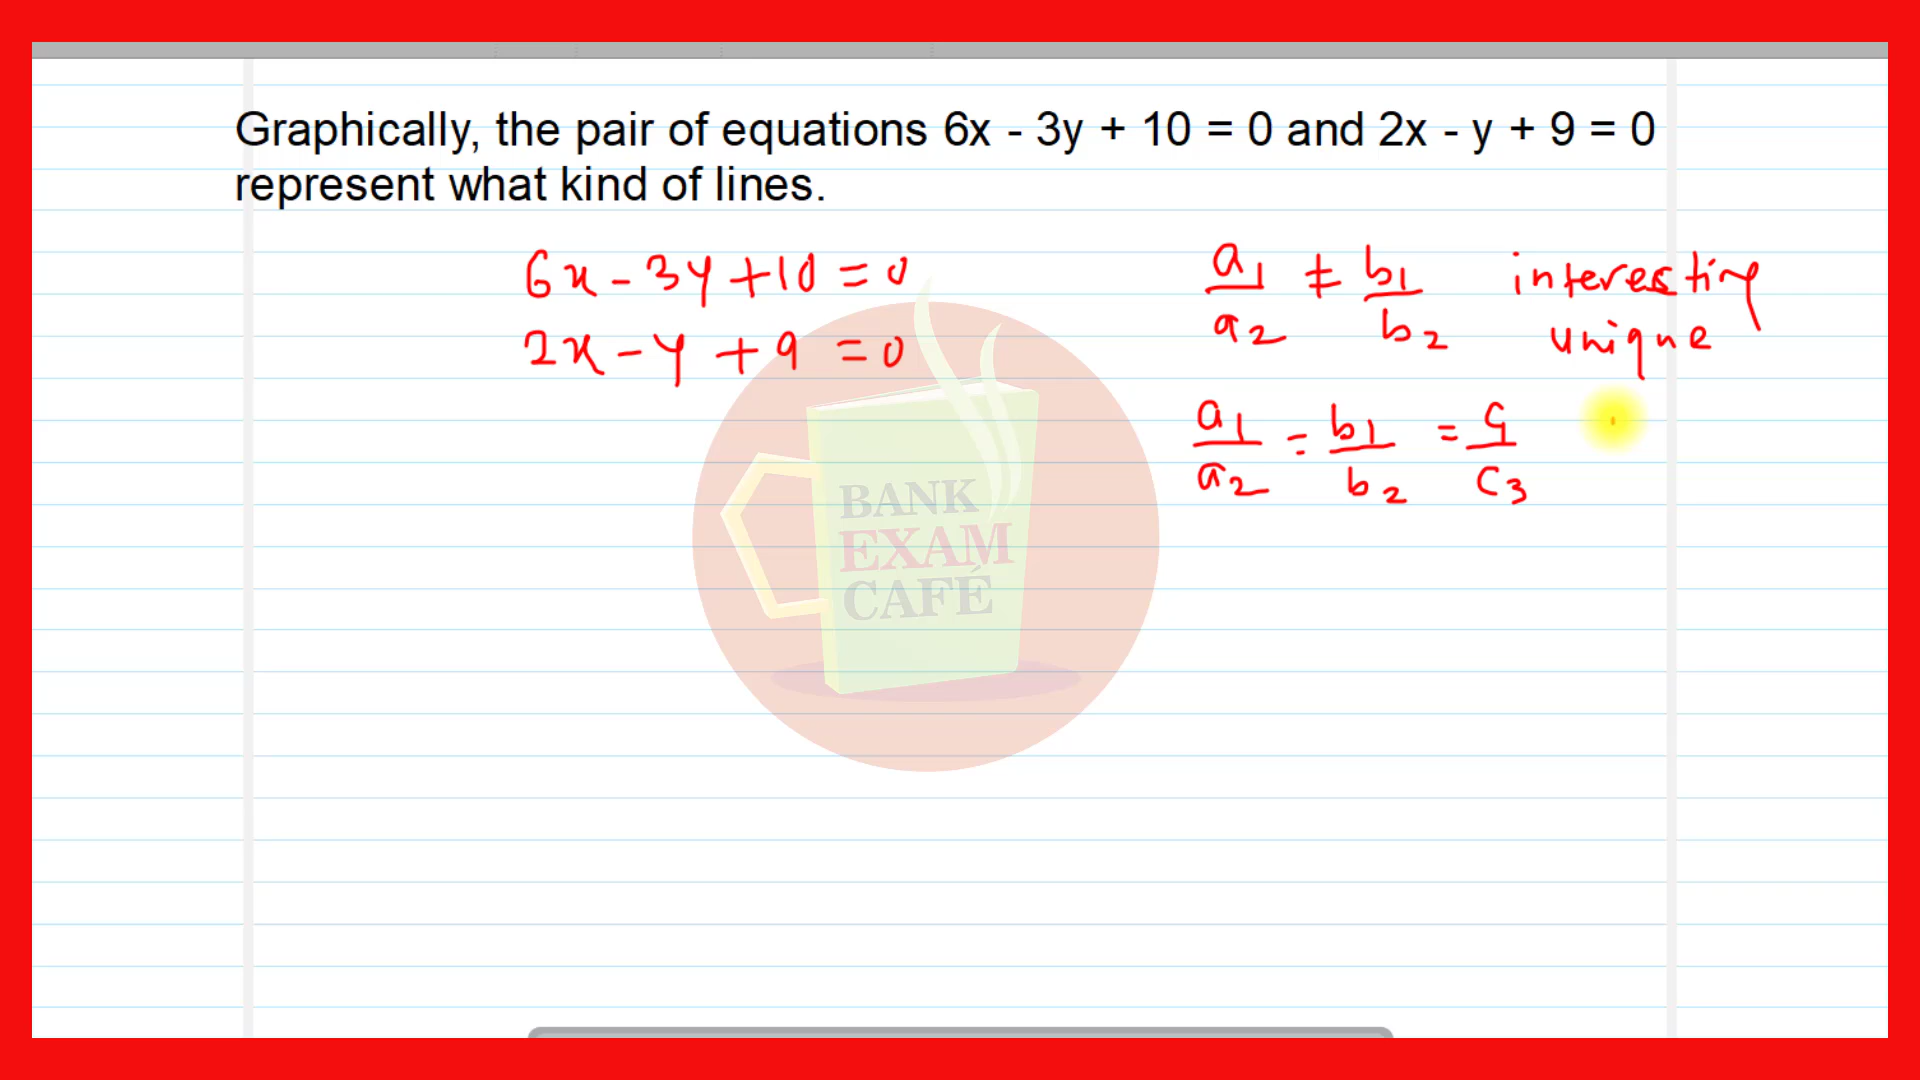 Graphically, the pair of equations 6x - 3y + 10 = 0 and 2x - y + 9 = 0
represent what kind of lines.
6x - 3y + 10 = 0
2x - y + 9 = 0
a1/a2 ≠ b1/b2 interesting
unique
a1/a2 = b1/b2 = c1/c3
BANK
EXAM
CAFÉ